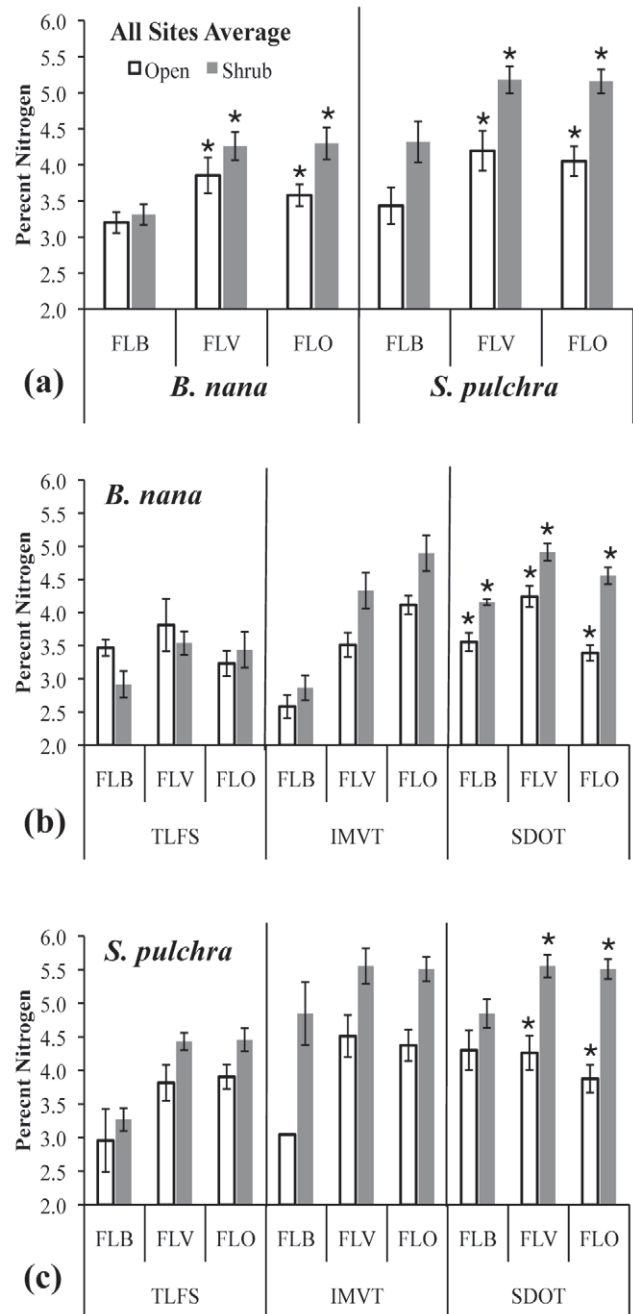 All Sites Average
Open Shrub
Perecnt Nitrogen
6.0
5.5
5.0
4.5
4.0
3.5
3.0
2.5
2.0
* * * * * * * *
FLB FLV FLO FLB FLV FLO
(a) B. nana S. pulchra
B. nana
Perecnt Nitrogen
6.0
5.5
5.0
4.5
4.0
3.5
3.0
2.5
2.0
* * * * * *
FLB FLV FLO FLB FLV FLO FLB FLV FLO
(b) TLFS IMVT SDOT
S. pulchra
Perecnt Nitrogen
6.0
5.5
5.0
4.5
4.0
3.5
3.0
2.5
2.0
* * * *
FLB FLV FLO FLB FLV FLO FLB FLV FLO
(c) TLFS IMVT SDOT